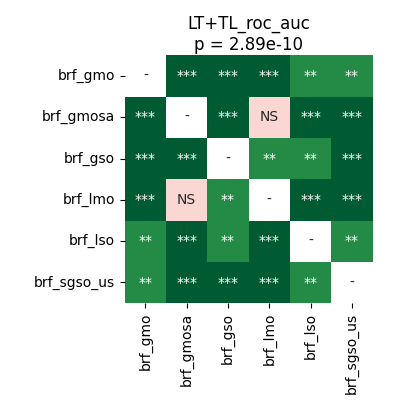 LT+TL_roc_auc
p = 2.89e-10
brf_gmo - *** *** *** ** **
brf_gmosa *** - *** NS *** ***
brf_gso *** *** - ** ** ***
brf_lmo *** NS ** - *** ***
brf_lso ** *** ** *** - **
brf_sgso_us ** *** *** *** ** -
brf_gmo brf_gmosa brf_gso brf_lmo brf_lso brf_sgso_us